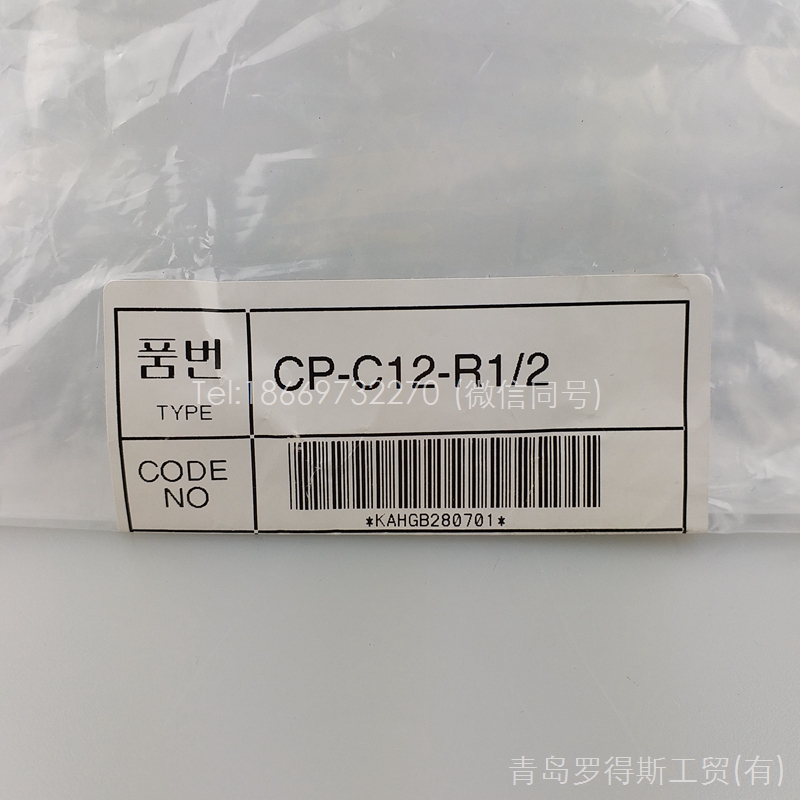 품번
TYPE
CP-C12-R1/2
Tel:18669732270 (微信同号)
CODE
NO
*KAHGB280701*
青岛罗得斯工贸(有)